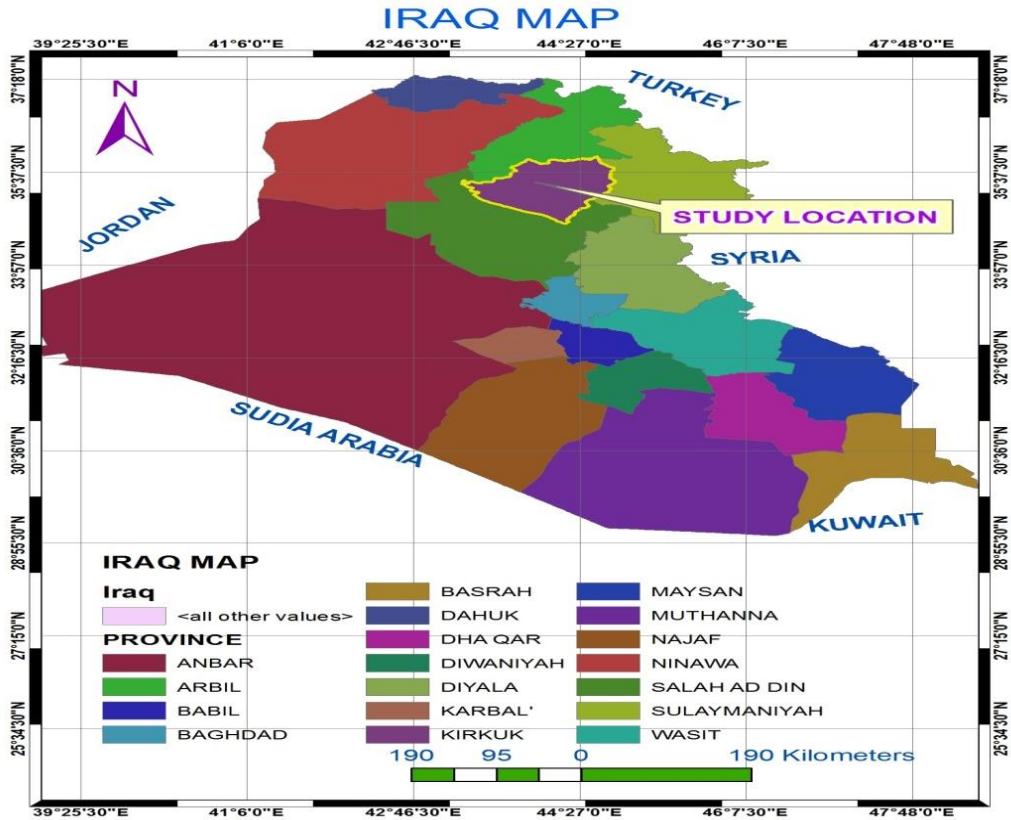 IRAQ MAP
39°25'30"E 41°6'0"E 42°46'30"E 44°27'0"E 46°7'30"E 47°48'0"E
37°18'0"N 37°18'0"N
N
TURKEY
35°37'30"N 35°37'30"N
JORDAN
STUDY LOCATION
SYRIA
33°57'0"N 33°57'0"N
32°16'30"N 32°16'30"N
SUDIA ARABIA
30°36'0"N 30°36'0"N
KUWAIT
28°55'30"N 28°55'30"N
IRAQ MAP
Iraq
<all other values>
PROVINCE
ANBAR
ARBIL
BABIL
BAGHDAD
BASRAH
DAHUK
DHA QAR
DIWANIYAH
DIYALA
KARBAL'
KIRKUK
MAYSAN
MUTHANNA
NAJAF
NINAWA
SALAH AD DIN
SULAYMANIYAH
WASIT
27°15'0"N 27°15'0"N
25°34'30"N 25°34'30"N
190 95 0 190 Kilometers
39°25'30"E 41°6'0"E 42°46'30"E 44°27'0"E 46°7'30"E 47°48'0"E